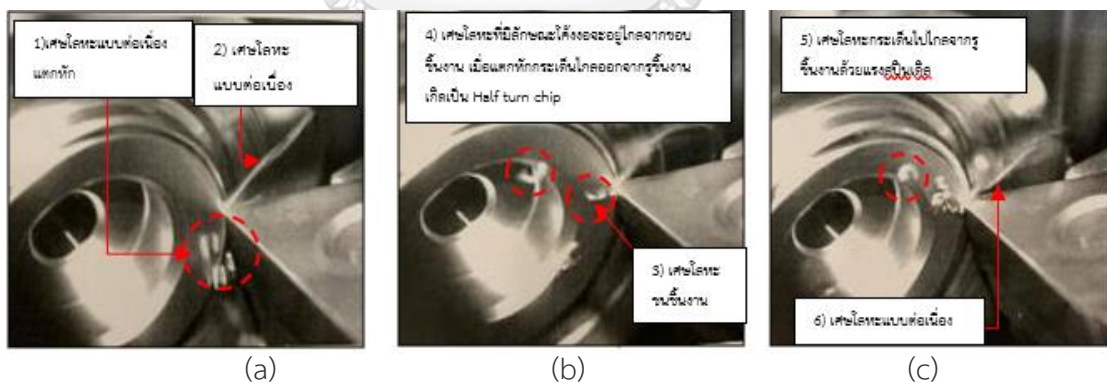 1)เศษโลหะแบบต่อเนื่อง
แตกหัก
2) เศษโลหะ
แบบต่อเนื่อง
4) เศษโลหะที่มีลักษณะโค้งงอจะอยู่ไกลจากขอบ
ชิ้นงาน เมื่อแตกหักกระเด็นไกลออกจากรูชิ้นงาน
เกิดเป็น Half turn chip
3) เศษโลหะ
ชนชิ้นงาน
5) เศษโลหะกระเด็นไปไกลจากรู
ชิ้นงานด้วยแรงสปินเดิล
6) เศษโลหะแบบต่อเนื่อง
(a)
(b)
(c)